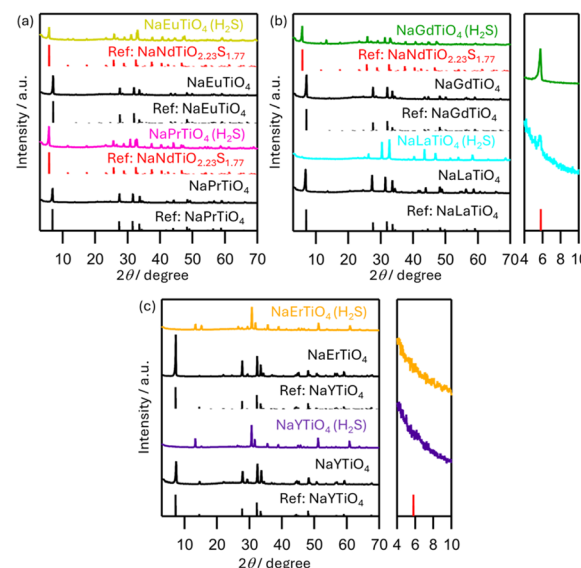 (a)
NaEuTiO₄ (H₂S)
Ref: NaNdTiO₂.₂₃S₁.₇₇
NaEuTiO₄
Ref: NaEuTiO₄
NaPrTiO₄ (H₂S)
Ref: NaNdTiO₂.₂₃S₁.₇₇
NaPrTiO₄
Ref: NaPrTiO₄
Intensity / a.u.
10 20 30 40 50 60 70
2θ / degree
(b)
NaGdTiO₄ (H₂S)
Ref: NaNdTiO₂.₂₃S₁.₇₇
NaGdTiO₄
Ref: NaGdTiO₄
NaLaTiO₄ (H₂S)
NaLaTiO₄
Ref: NaLaTiO₄
Intensity / a.u.
10 20 30 40 50 60 70
2θ / degree
4 6 8 10
(c)
NaErTiO₄ (H₂S)
NaErTiO₄
Ref: NaYTiO₄
NaYTiO₄ (H₂S)
NaYTiO₄
Ref: NaYTiO₄
Intensity / a.u.
10 20 30 40 50 60 70
2θ / degree
4 6 8 10